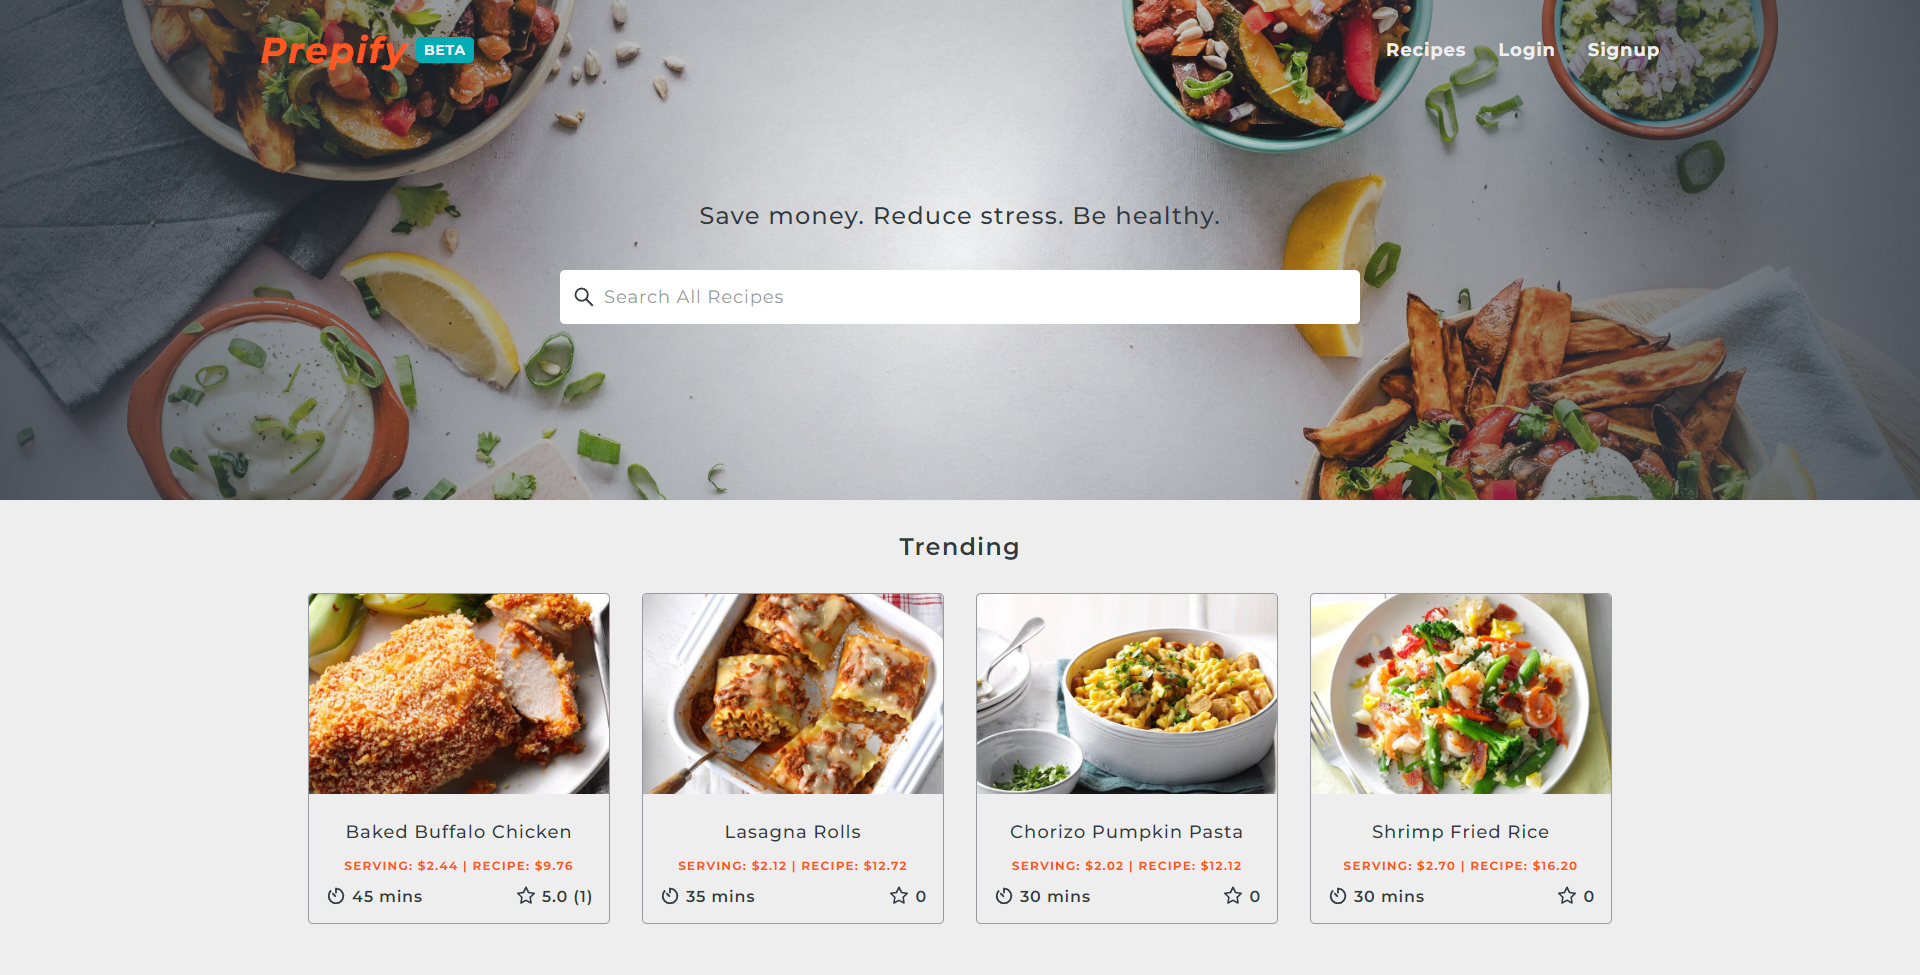 Prepify BETA
Recipes Login Signup
Save money. Reduce stress. Be healthy.
Search All Recipes
Trending
Baked Buffalo Chicken
SERVING: $2.44 | RECIPE: $9.76
45 mins 5.0 (1)
Lasagna Rolls
SERVING: $2.12 | RECIPE: $12.72
35 mins 0
Chorizo Pumpkin Pasta
SERVING: $2.02 | RECIPE: $12.12
30 mins 0
Shrimp Fried Rice
SERVING: $2.70 | RECIPE: $16.20
30 mins 0